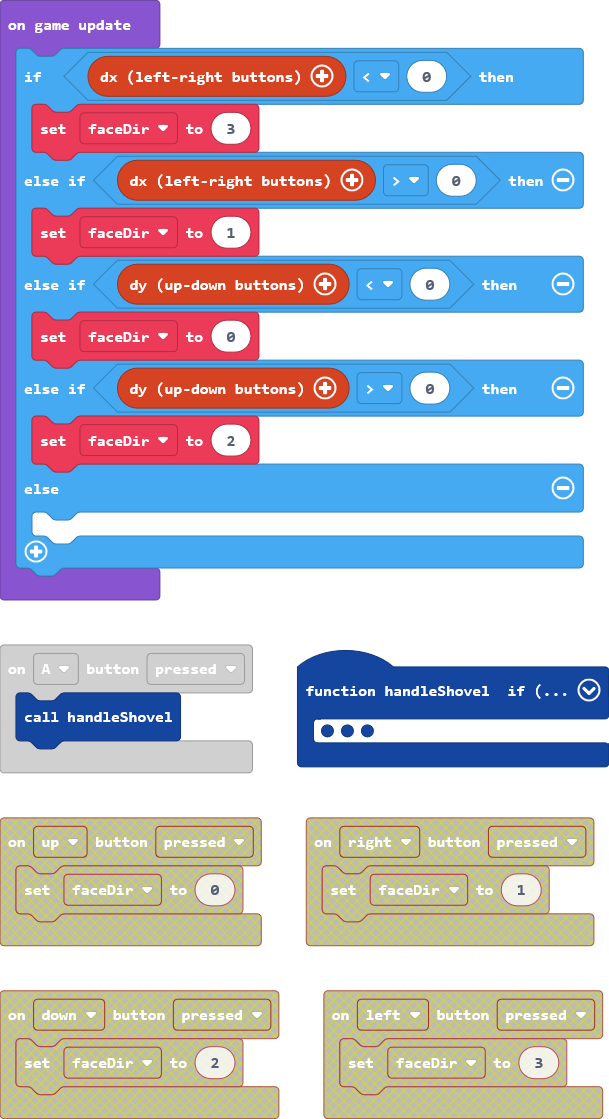 on game update
if dx (left-right buttons) < 0 then
set faceDir to 3
else if dx (left-right buttons) > 0 then
set faceDir to 1
else if dy (up-down buttons) < 0 then
set faceDir to 0
else if dy (up-down buttons) > 0 then
set faceDir to 2
else
on A button pressed
call handleShovel
function handleShovel if (...
on up button pressed
set faceDir to 0
on right button pressed
set faceDir to 1
on down button pressed
set faceDir to 2
on left button pressed
set faceDir to 3